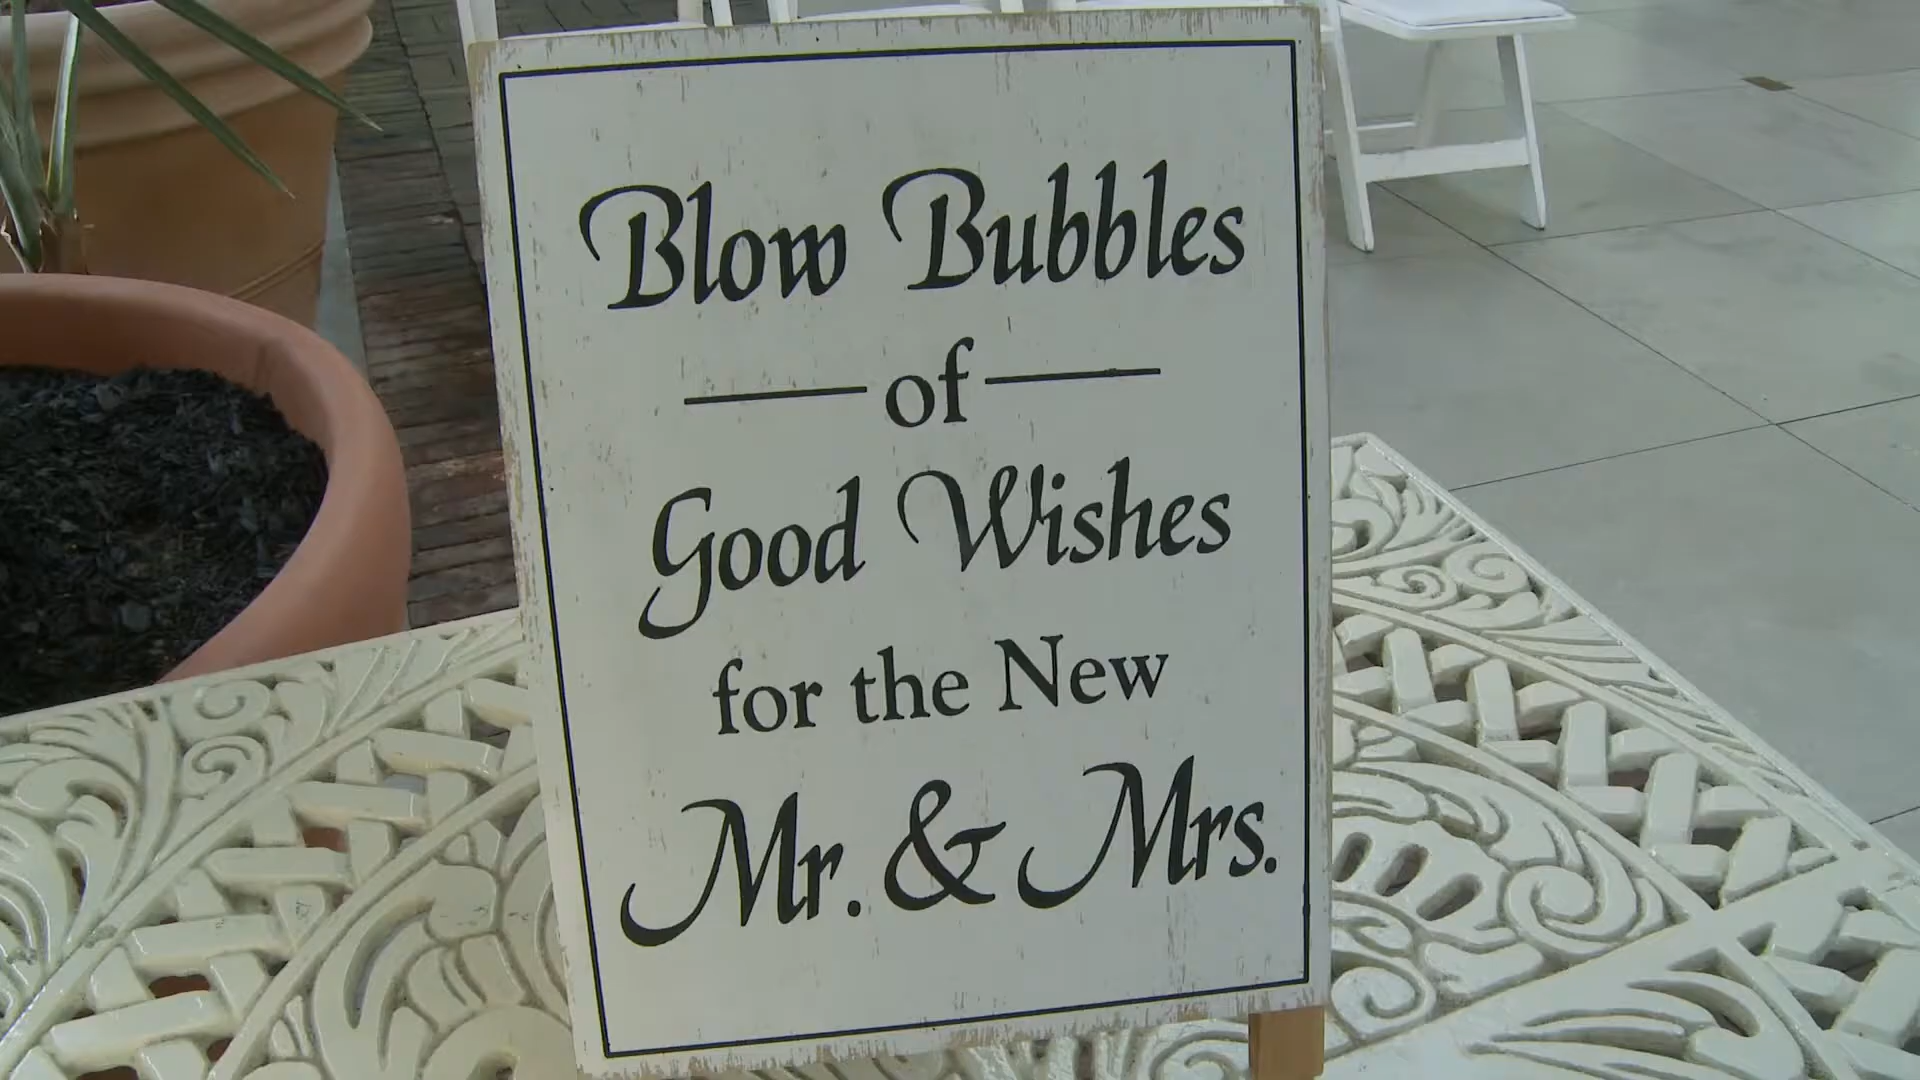 Blow Bubbles
of
Good Wishes
for the New
Mr. & Mrs.